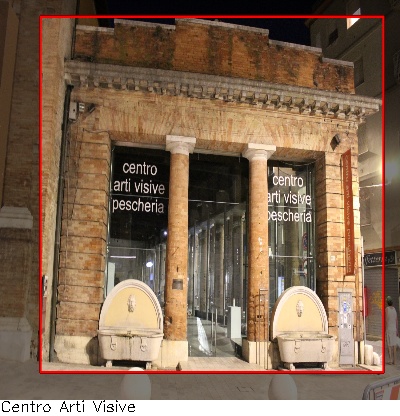 centro
arti visive
pescheria
centro
arti visive
pescheria
Centro Arti Visive